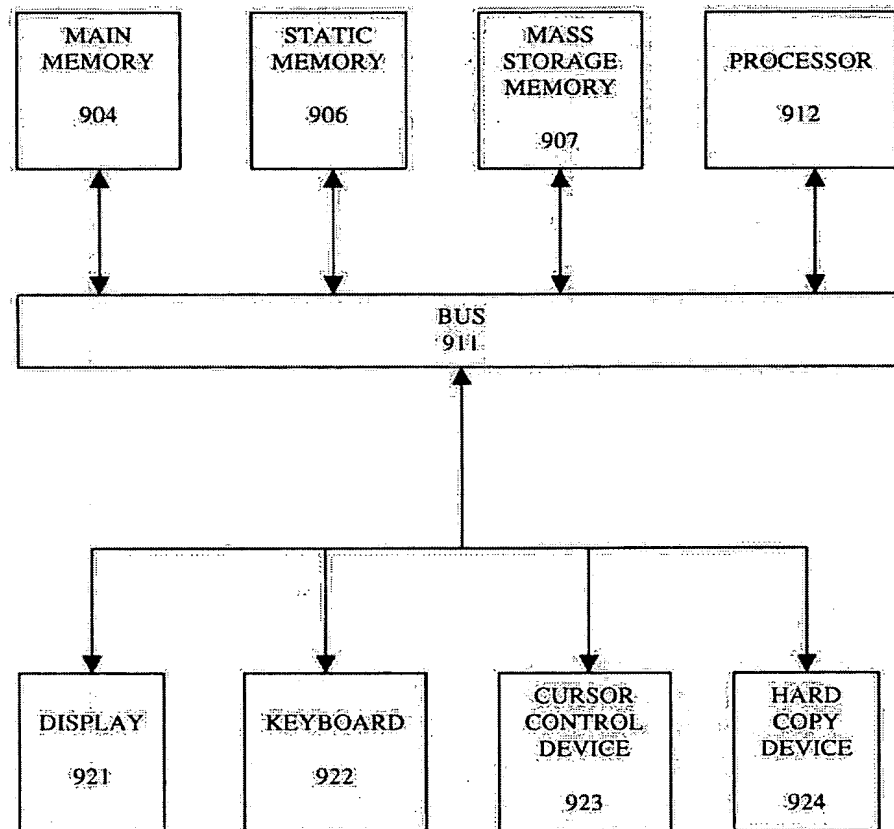 MAIN
MEMORY
904
STATIC
MEMORY
906
MASS
STORAGE
MEMORY
907
PROCESSOR
912
BUS
911
DISPLAY
921
KEYBOARD
922
CURSOR
CONTROL
DEVICE
923
HARD
COPY
DEVICE
924